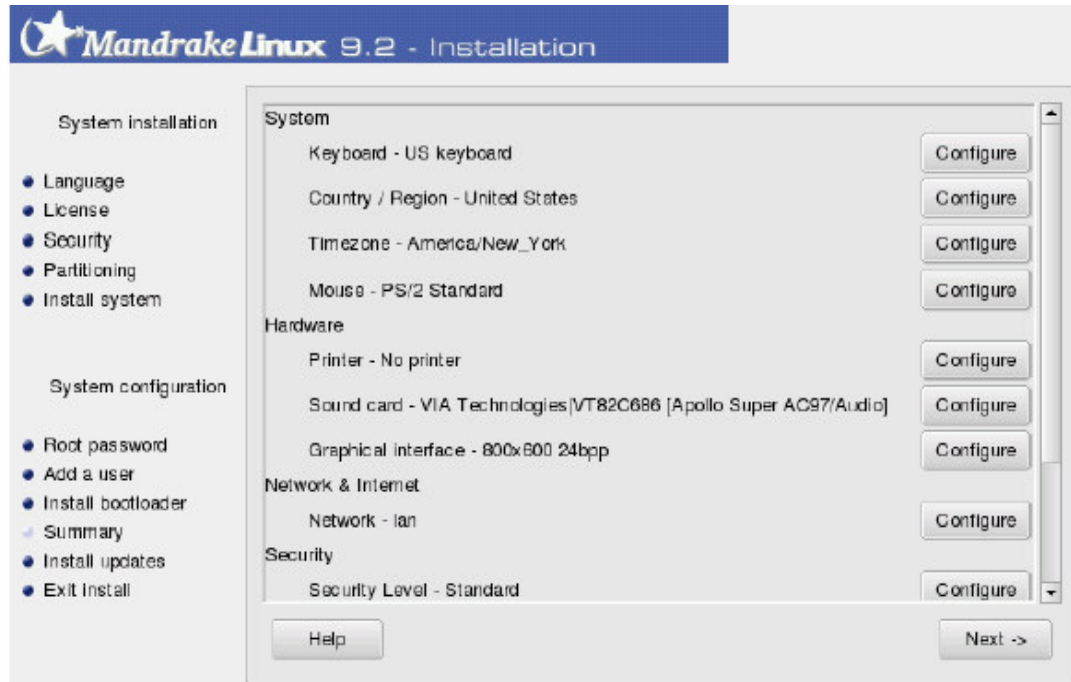 Mandrake Linux 9.2 - Installation
System installation
Language
License
Security
Partitioning
Install system
System configuration
Root password
Add a user
Install bootloader
Summary
Install updates
Exit install
System
Keyboard - US keyboard
Configure
Country / Region - United States
Configure
Timezone - America/New_York
Configure
Mouse - PS/2 Standard
Configure
Hardware
Printer - No printer
Configure
Sound card - VIA Technologies|VT82C686 [Apollo Super AC97/Audio]
Configure
Graphical interface - 800x600 24bpp
Configure
Network & Internet
Network - lan
Configure
Security
Security Level - Standard
Configure
Help
Next ->